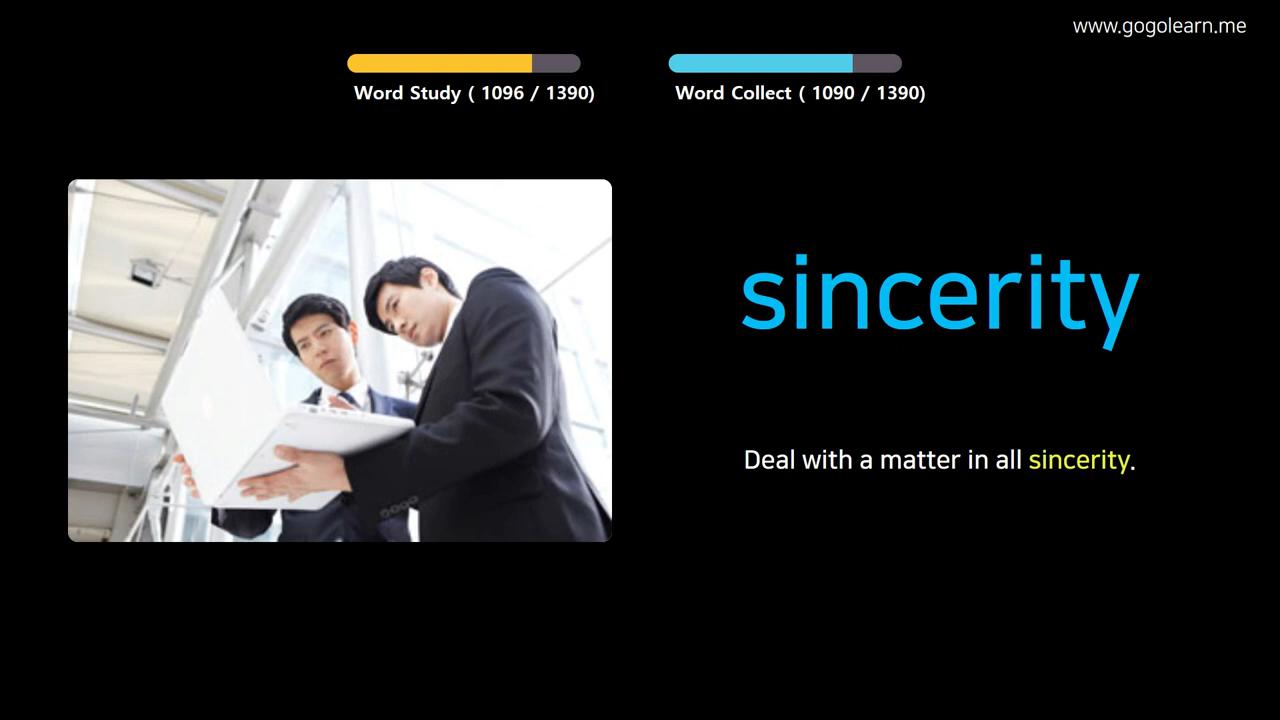 www.gogolearn.me
Word Study ( 1096 / 1390)
Word Collect ( 1090 / 1390)
sincerity
Deal with a matter in all sincerity.